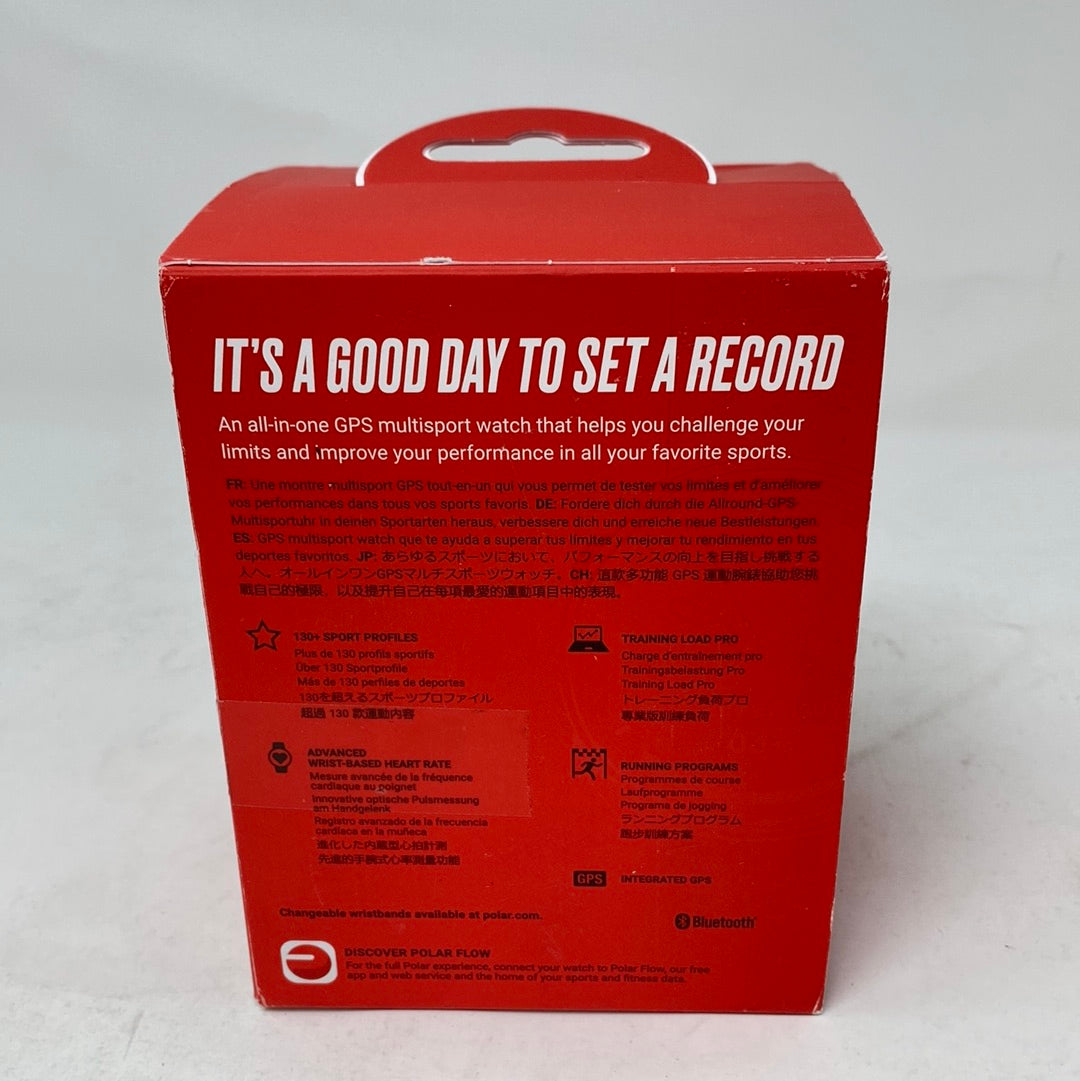 IT'S A GOOD DAY TO SET A RECORD
An all-in-one GPS multisport watch that helps you challenge your
limits and improve your performance in all your favorite sports.
FR: Une montre multisport GPS tout-en-un qui vous permet de tester vos limites et d'améliorer
vos performances dans tous vos sports favoris. DE: Fordere dich durch die Allround-GPS-
Multisportuhr in deinen Sportarten heraus, verbessere dich und erreiche neue Bestleistungen.
ES: GPS multisport watch que te ayuda a superar tus límites y mejorar tu rendimiento en tus
deportes favoritos. JP: あらゆるスポーツにおいて、パフォーマンスの向上を目指し挑戦する
人へ。オールインワンGPSマルチスポーツウォッチ。CH: 這款多功能 GPS 運動腕錶協助您挑
戰自己的極限，以及提升自己在每項最愛的運動項目中的表現。
130+ SPORT PROFILES
Plus de 130 profils sportifs
Über 130 Sportprofile
Más de 130 perfiles de deportes
130を超えるスポーツプロファイル
超過 130 款運動內容
TRAINING LOAD PRO
Charge d'entraînement pro
Trainingsbelastung Pro
Training Load Pro
トレーニング負荷プロ
專業版訓練負荷
ADVANCED
WRIST-BASED HEART RATE
Mesure avancée de la fréquence
cardiaque au poignet
Innovative optische Pulsmessung
am Handgelenk
Registro avanzado de la frecuencia
cardiaca en la muñeca
進化した内蔵型心拍計測
先進的手腕式心率測量功能
RUNNING PROGRAMS
Programmes de course
Laufprogramme
Programa de jogging
ランニングプログラム
跑步訓練方案
GPS INTEGRATED GPS
Changeable wristbands available at polar.com.
Bluetooth
DISCOVER POLAR FLOW
For the full Polar experience, connect your watch to Polar Flow, our free
app and web service and the home of your sports and fitness data.